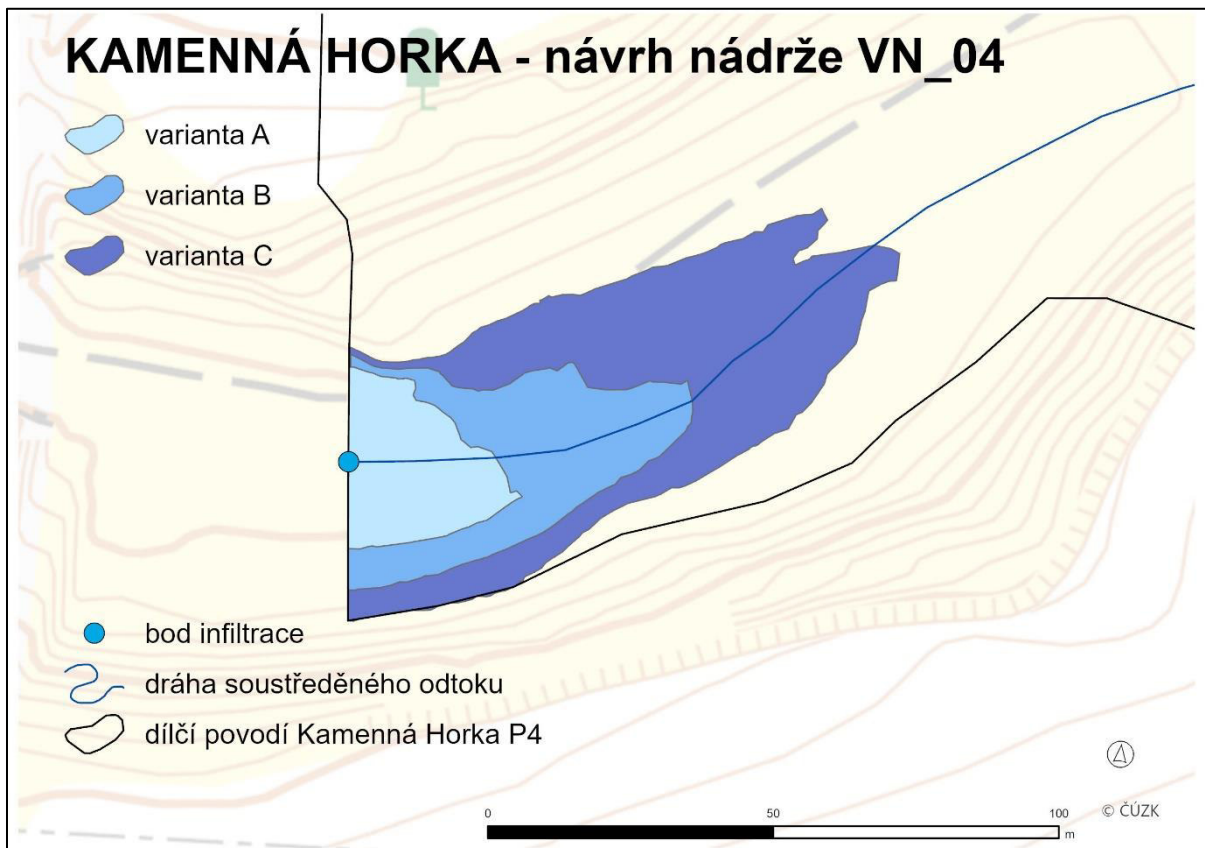 KAMENNÁ HORKA - návrh nádrže VN_04
varianta A
varianta B
varianta C
bod infiltrace
dráha soustředěného odtoku
dílčí povodí Kamenná Horka P4
0 50 100
m
© ČÚZK